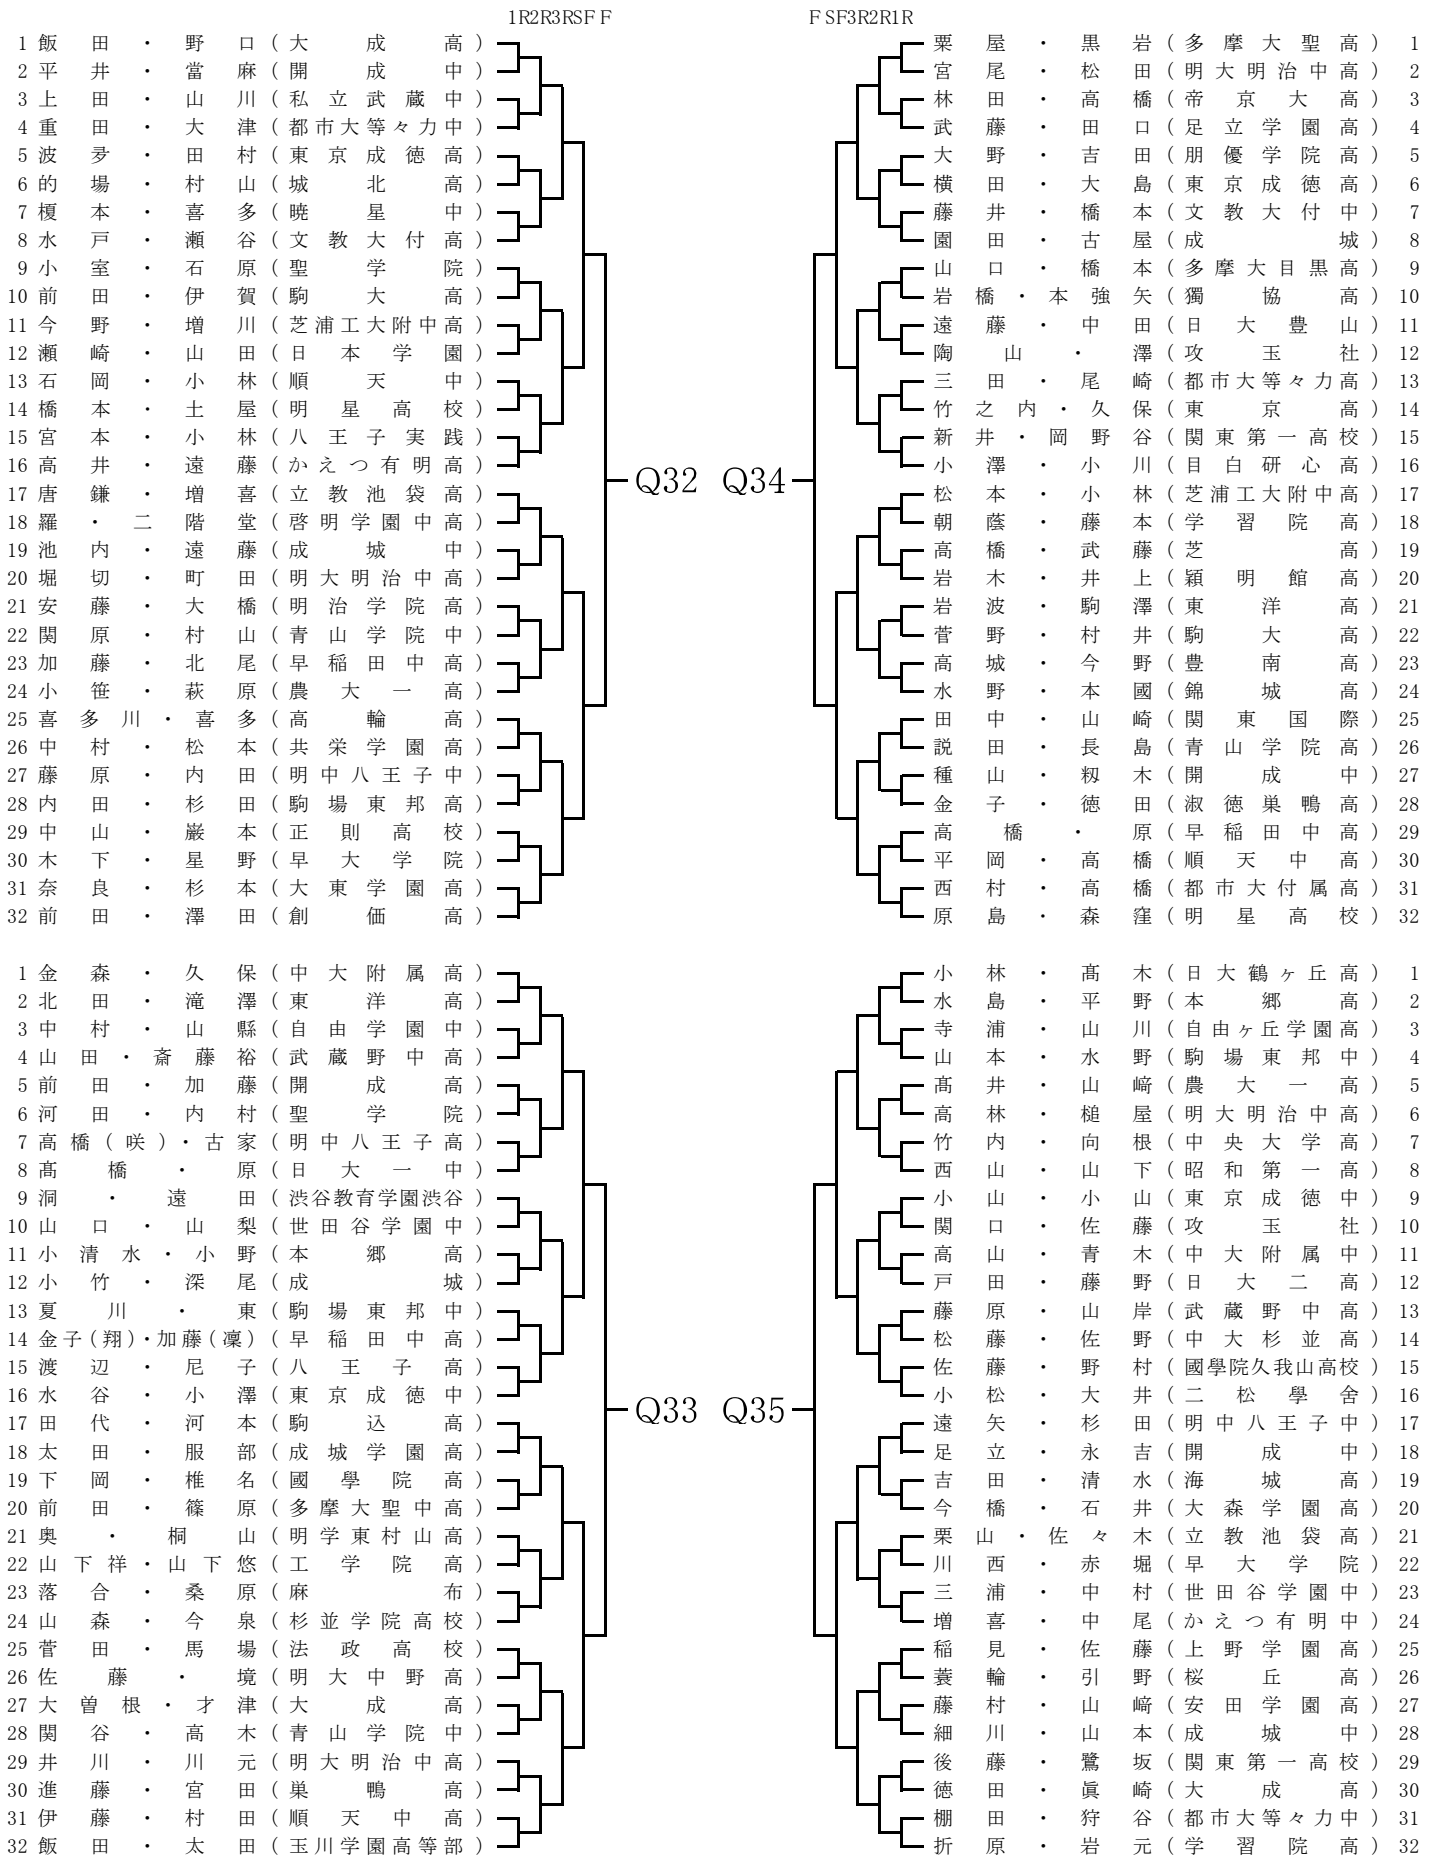 1R2R3RSF F
1 飯田・野口(大成高)
2 平井・當麻(開成中)
3 上田・山川(私立武蔵中)
4 重田・大津(都市大等々力中)
5 波多・田村(東京成徳高)
6 的場・村山(城北高)
7 榎本・喜多(暁星中)
8 水戸・瀬谷(文教大付高)
9 小室・石原(聖学院)
10 前田・伊賀(駒大高)
11 今野・増川(芝浦工大附中高)
12 瀬崎・山田(日本学園)
13 石岡・小林(順天中)
14 橋本・土屋(明星高校)
15 宮本・小林(八王子実践)
16 高井・遠藤(かえつ有明高)
17 唐鎌・増喜(立教池袋高)
18 羅・二階堂(啓明学園中高)
19 池内・遠藤(成城中)
20 堀切・町田(明大明治中高)
21 安藤・大橋(明治学院高)
22 関原・村山(青山学院中)
23 加藤・北尾(早稲田中高)
24 小笹・萩原(農大一高)
25 喜多川・喜多(高輪高)
26 中村・松本(共栄学園高)
27 藤原・内田(明中八王子中)
28 内田・杉田(駒場東邦高)
29 中山・巌本(正則高校)
30 木下・星野(早大学院)
31 奈良・杉本(大東学園高)
32 前田・澤田(創価高)
Q32
F SF3R2R1R
栗屋・黒岩(多摩大聖高) 1
宮尾・松田(明大明治中高) 2
林田・高橋(帝京大高) 3
武藤・田口(足立学園高) 4
大野・吉田(朋優学院高) 5
横田・大島(東京成徳高) 6
藤井・橋本(文教大付中) 7
園田・古屋(成城) 8
山口・橋本(多摩大目黒高) 9
岩橋・本強矢(獨協高) 10
遠藤・中田(日大豊山) 11
陶山・澤(攻玉社) 12
三田・尾崎(都市大等々力高) 13
竹之内・久保(東京高) 14
新井・岡野谷(関東第一高校) 15
小澤・小川(目白研心高) 16
松本・小林(芝浦工大附中高) 17
朝蔭・藤本(学習院高) 18
高橋・武藤(芝高) 19
岩木・井上(穎明館高) 20
岩波・駒澤(東洋高) 21
菅野・村井(駒大高) 22
高城・今野(豊南高) 23
水野・本國(錦城高) 24
田中・山崎(関東国際) 25
説田・長島(青山学院高) 26
種山・籾木(開成中) 27
金子・徳田(淑徳巣鴨高) 28
高橋・原(早稲田中高) 29
平岡・高橋(順天中高) 30
西村・高橋(都市大付属高) 31
原島・森窪(明星高校) 32
Q34
1 金森・久保(中大附属高)
2 北田・滝澤(東洋高)
3 中村・山縣(自由学園中)
4 山田・斎藤裕(武蔵野中高)
5 前田・加藤(開成高)
6 河田・内村(聖学院)
7 高橋(咲)・古家(明中八王子高)
8 髙橋・原(日大一中)
9 洞・遠田(渋谷教育学園渋谷)
10 山口・山梨(世田谷学園中)
11 小清水・小野(本郷高)
12 小竹・深尾(成城)
13 夏川・東(駒場東邦中)
14 金子(翔)・加藤(凜)(早稲田中高)
15 渡辺・尼子(八王子高)
16 水谷・小澤(東京成徳中)
17 田代・河本(駒込高)
18 太田・服部(成城学園高)
19 下岡・椎名(國學院高)
20 前田・篠原(多摩大聖中高)
21 奥・桐山(明学東村山高)
22 山下祥・山下悠(工学院高)
23 落合・桑原(麻布)
24 山森・今泉(杉並学院高校)
25 菅田・馬場(法政高校)
26 佐藤・境(明大中野高)
27 大曽根・才津(大成高)
28 関谷・高木(青山学院中)
29 井川・川元(明大明治中高)
30 進藤・宮田(巣鴨高)
31 伊藤・村田(順天中高)
32 飯田・太田(玉川学園高等部)
Q33
小林・髙木(日大鶴ヶ丘高) 1
水島・平野(本郷高) 2
寺浦・山川(自由ヶ丘学園高) 3
山本・水野(駒場東邦中) 4
髙井・山﨑(農大一高) 5
高林・槌屋(明大明治中高) 6
竹内・向根(中央大学高) 7
西山・山下(昭和第一高) 8
小山・小山(東京成徳中) 9
関口・佐藤(攻玉社) 10
高山・青木(中大附属中) 11
戸田・藤野(日大二高) 12
藤原・山岸(武蔵野中高) 13
松藤・佐野(中大杉並高) 14
佐藤・野村(國學院久我山高校) 15
小松・大井(二松學舎) 16
遠矢・杉田(明中八王子中) 17
足立・永吉(開成中) 18
吉田・清水(海城高) 19
今橋・石井(大森学園高) 20
栗山・佐々木(立教池袋高) 21
川西・赤堀(早大学院) 22
三浦・中村(世田谷学園中) 23
増喜・中尾(かえつ有明中) 24
稲見・佐藤(上野学園高) 25
蓑輪・引野(桜丘高) 26
藤村・山﨑(安田学園高) 27
細川・山本(成城中) 28
後藤・鷺坂(関東第一高校) 29
徳田・眞崎(大成高) 30
棚田・狩谷(都市大等々力中) 31
折原・岩元(学習院高) 32
Q35